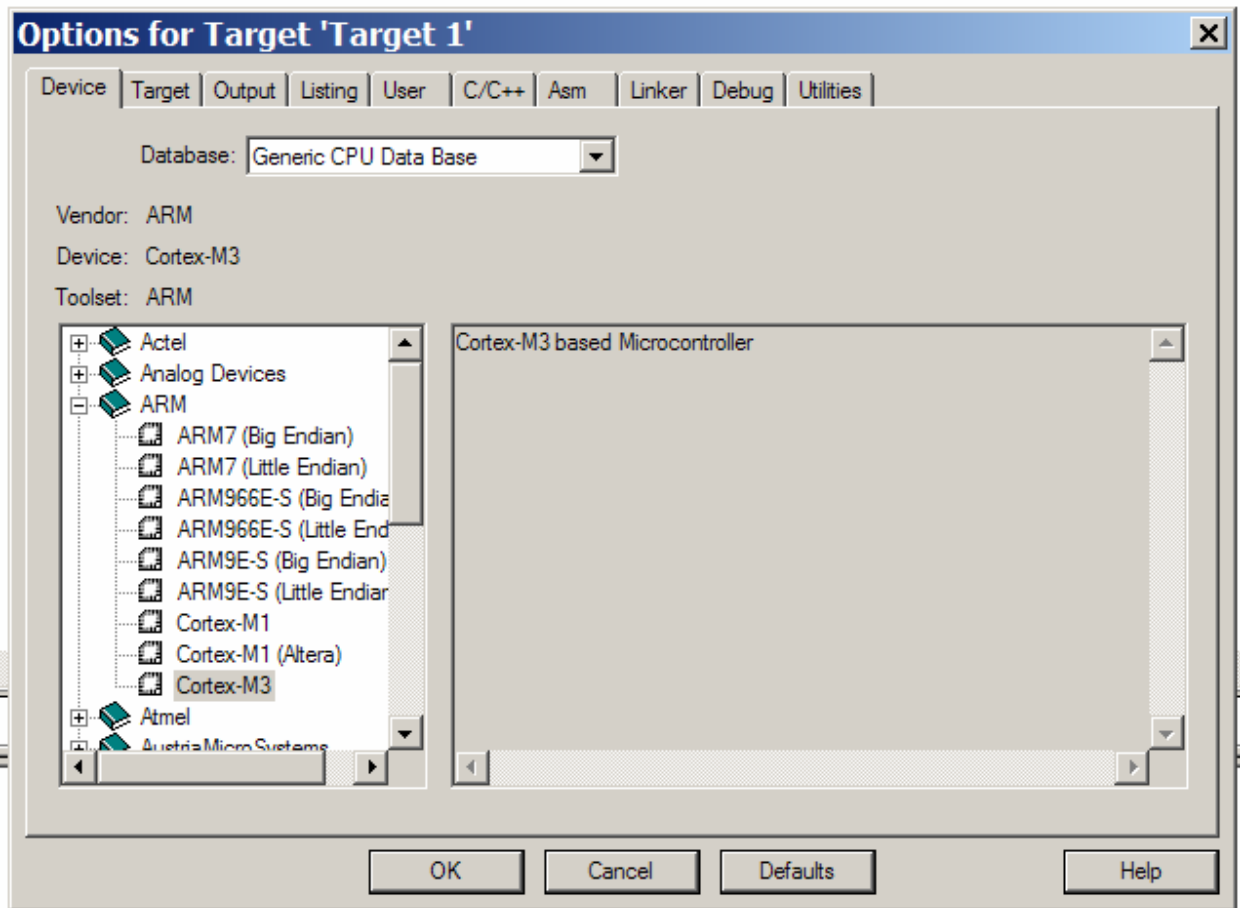 Options for Target 'Target 1'
Device Target Output Listing User C/C++ Asm Linker Debug Utilities
Database: Generic CPU Data Base
Vendor: ARM
Device: Cortex-M3
Toolset: ARM
Actel
Analog Devices
ARM
ARM7 (Big Endian)
ARM7 (Little Endian)
ARM966E-S (Big Endia
ARM966E-S (Little End
ARM9E-S (Big Endian)
ARM9E-S (Little Endiar
Cortex-M1
Cortex-M1 (Altera)
Cortex-M3
Atmel
AustriaMicroSystems
Cortex-M3 based Microcontroller
OK Cancel Defaults Help